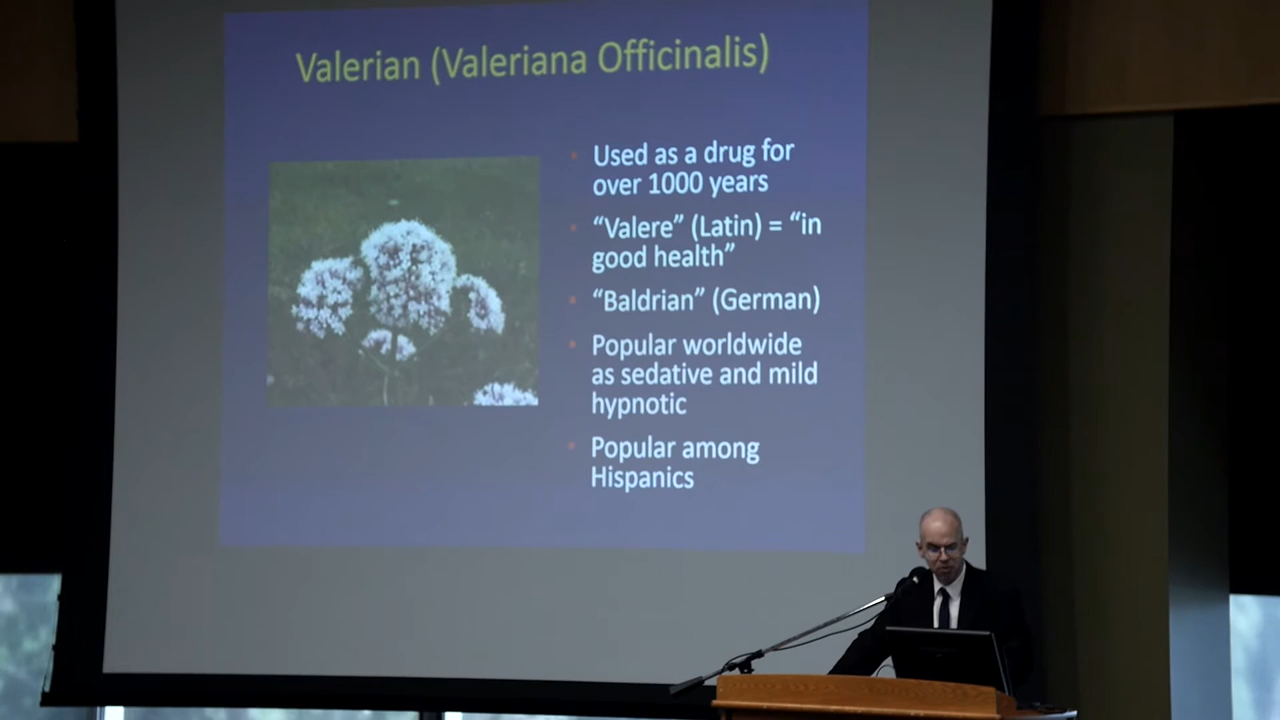 Valerian (Valeriana Officinalis)
Used as a drug for
over 1000 years
“Valere” (Latin) = “in
good health”
“Baldrian” (German)
Popular worldwide
as sedative and mild
hypnotic
Popular among
Hispanics